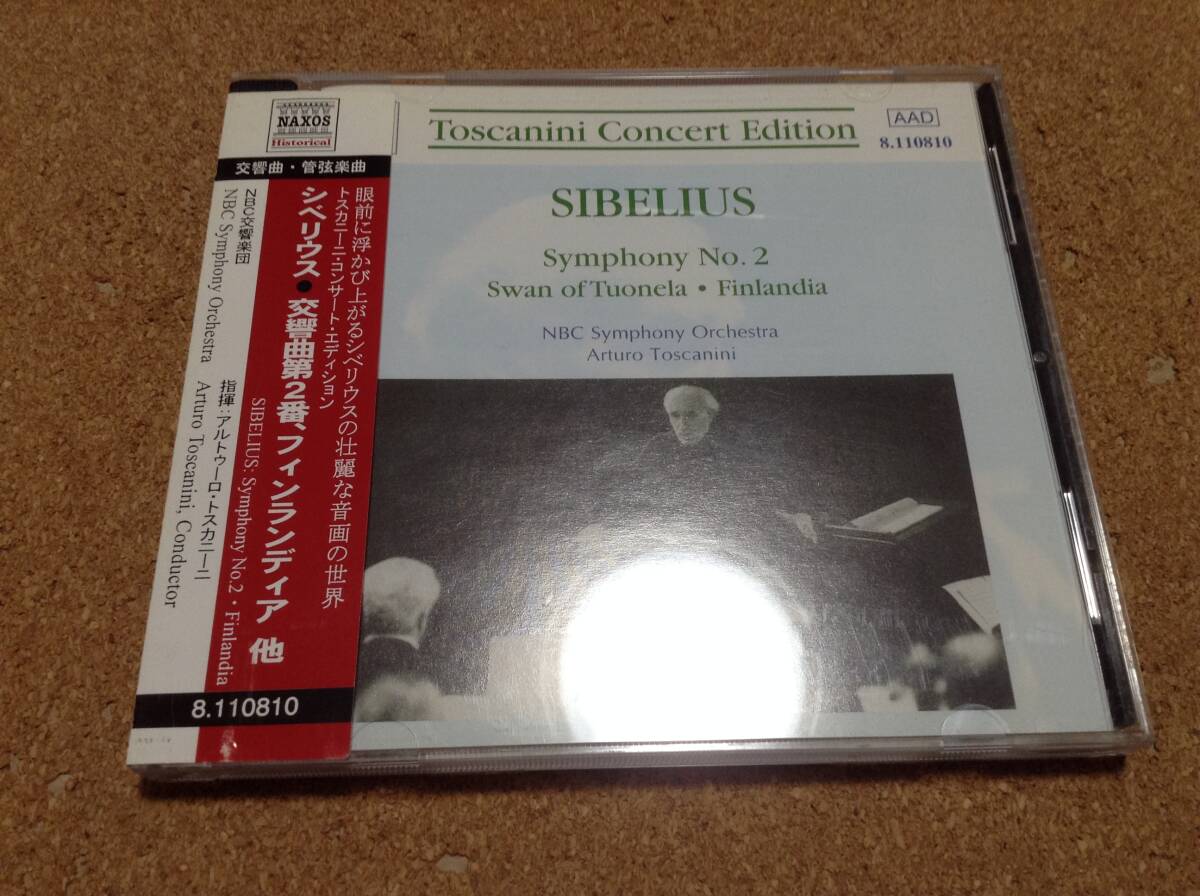 NAXOS
Historical
交響曲・管弦楽曲
眼前に浮かび上がるシベリウスの壮麗な音画の世界
トスカニーニ・コンサート・エディション
シベリウス●交響曲第2番、フィンランディア 他
SIBELIUS: Symphony No.2・Finlandia
NBC交響楽団
NBC Symphony Orchestra
指揮：アルトゥーロ・トスカニーニ
Arturo Toscanini, Conductor
8.110810
Toscanini Concert Edition
AAD
8.110810
SIBELIUS
Symphony No. 2
Swan of Tuonela • Finlandia
NBC Symphony Orchestra
Arturo Toscanini